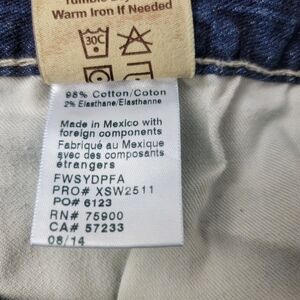 Tumble
Warm Iron If Needed
30C
98% Cotton/Coton
2% Elasthane/Elasthanne
Made in Mexico with
foreign components
Fabriqué au Mexique
avec des composants
étrangers
FWSYDPFA
PRO# XSW2511
PO# 6123
RN# 75900
CA# 57233
08/14